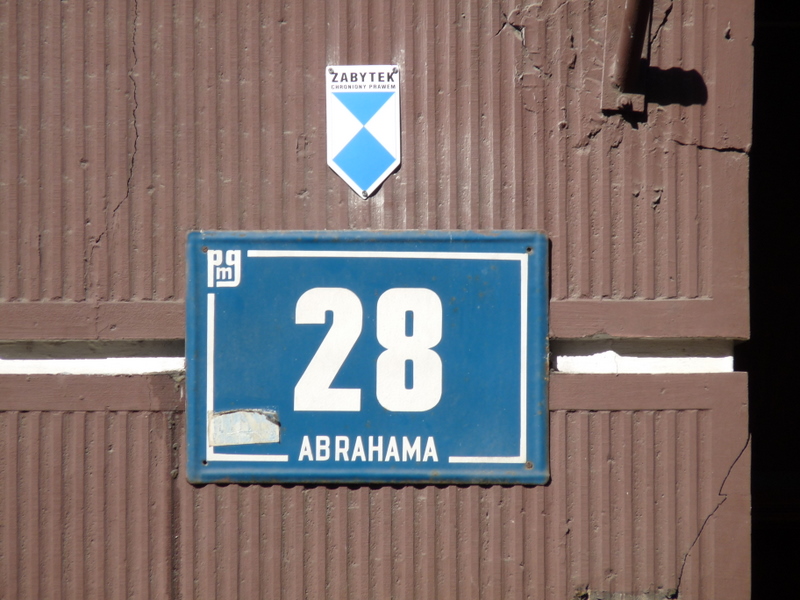 ZABYTEK
CHRONIONY PRAWEM
pgm
28
ABRAHAMA